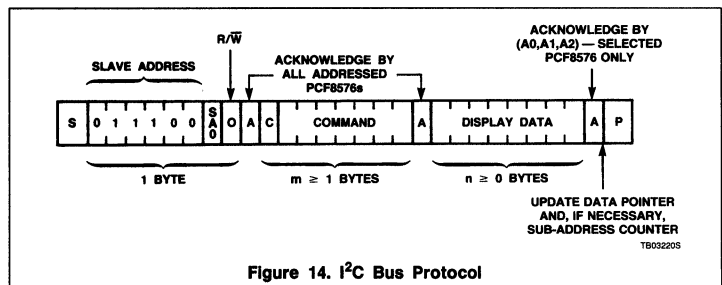 R/W̅
SLAVE ADDRESS
ACKNOWLEDGE BY
ALL ADDRESSED
PCF8576s
ACKNOWLEDGE BY
(A0,A1,A2) — SELECTED
PCF8576 ONLY
S 0 1 1 1 0 0 SA0 0 A C COMMAND A DISPLAY DATA A P
1 BYTE
m ≥ 1 BYTES
n ≥ 0 BYTES
UPDATE DATA POINTER
AND, IF NECESSARY,
SUB-ADDRESS COUNTER
TB03220S
Figure 14. I²C Bus Protocol